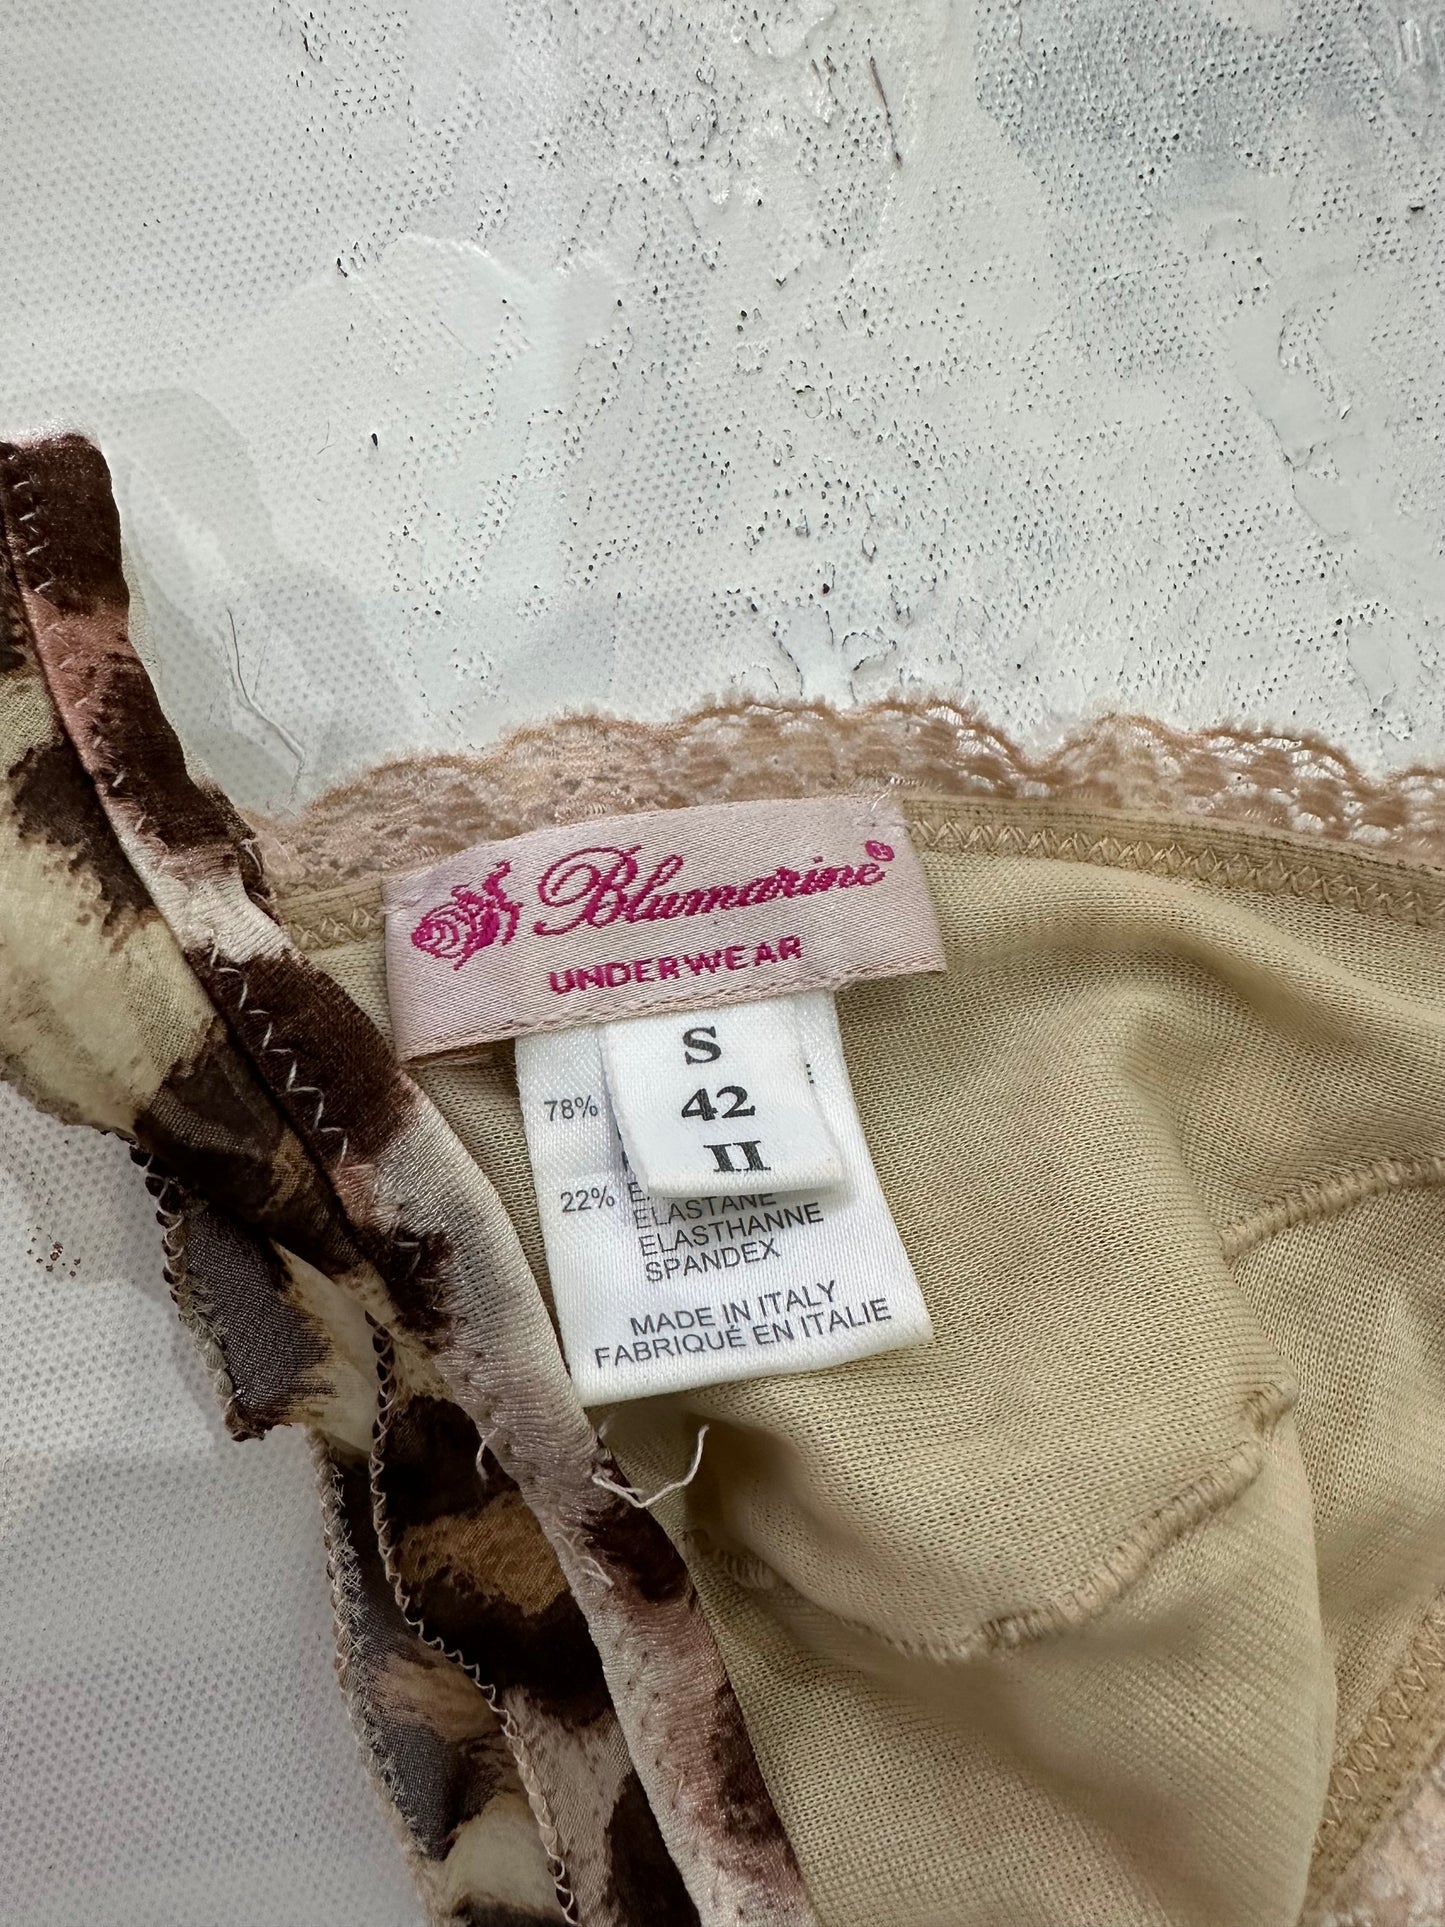 Blumarine®
UNDERWEAR
S
42
II
78%
22%
ELASTANE
ELASTHANNE
SPANDEX
MADE IN ITALY
FABRIQUÉ EN ITALIE